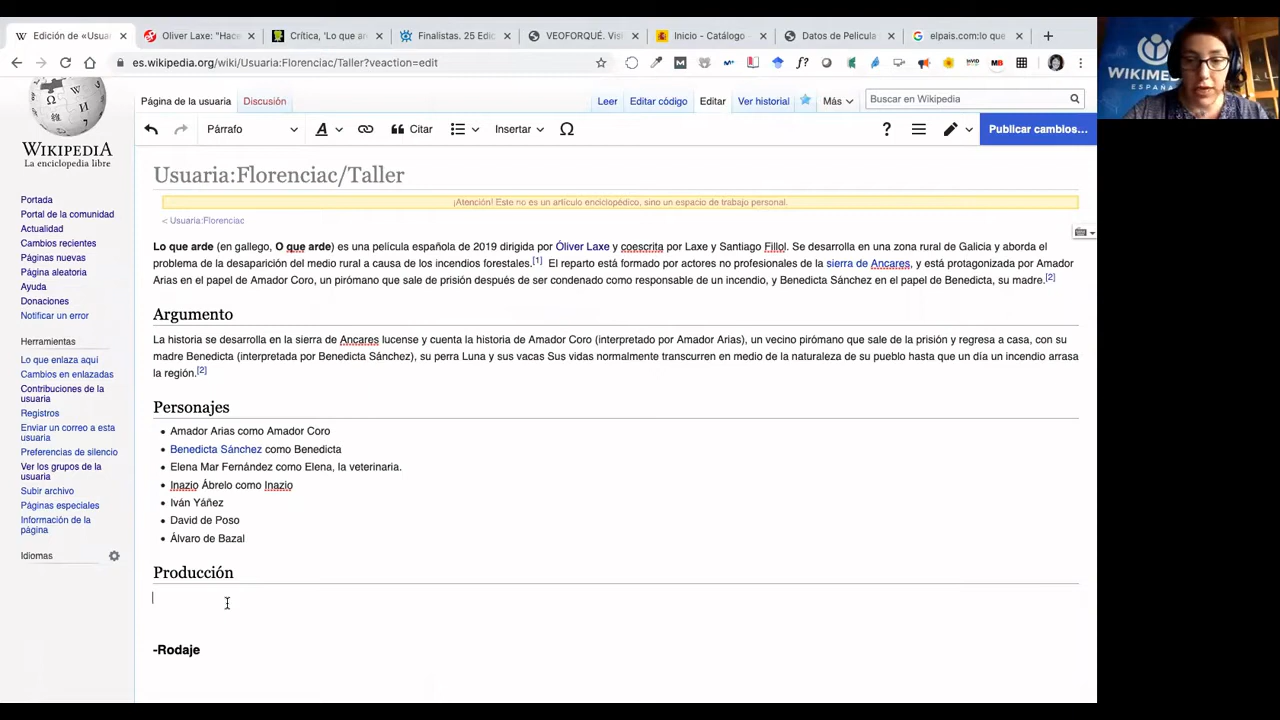 Edición de «Usua
Oliver Laxe: "Hace
Crítica, 'Lo que ar
Finalistas. 25 Edic
VEOFORQUÉ. Visi
Inicio - Catálogo
Datos de Pelicula
elpais.com:lo que
es.wikipedia.org/wiki/Usuaria:Florenciac/Taller?veaction=edit
WIKIPEDIA
La enciclopedia libre
Página de la usuaria
Discusión
Leer
Editar código
Editar
Ver historial
Más
Buscar en Wikipedia
Párrafo
A
Citar
Insertar
Ω
?
Publicar cambios...
Portada
Portal de la comunidad
Actualidad
Cambios recientes
Páginas nuevas
Página aleatoria
Ayuda
Donaciones
Notificar un error
Herramientas
Lo que enlaza aquí
Cambios en enlazadas
Contribuciones de la
usuaria
Registros
Enviar un correo a esta
usuaria
Preferencias de silencio
Ver los grupos de la
usuaria
Subir archivo
Páginas especiales
Información de la
página
Idiomas
Usuaria:Florenciac/Taller
¡Atención! Este no es un artículo enciclopédico, sino un espacio de trabajo personal.
< Usuaria:Florenciac
Lo que arde (en gallego, O que arde) es una película española de 2019 dirigida por Óliver Laxe y coescrita por Laxe y Santiago Fillol. Se desarrolla en una zona rural de Galicia y aborda el
problema de la desaparición del medio rural a causa de los incendios forestales.[1] El reparto está formado por actores no profesionales de la sierra de Ancares, y está protagonizada por Amador
Arias en el papel de Amador Coro, un pirómano que sale de prisión después de ser condenado como responsable de un incendio, y Benedicta Sánchez en el papel de Benedicta, su madre.[2]
Argumento
La historia se desarrolla en la sierra de Ancares lucense y cuenta la historia de Amador Coro (interpretado por Amador Arias), un vecino pirómano que sale de la prisión y regresa a casa, con su
madre Benedicta (interpretada por Benedicta Sánchez), su perra Luna y sus vacas Sus vidas normalmente transcurren en medio de la naturaleza de su pueblo hasta que un día un incendio arrasa
la región.[2]
Personajes
Amador Arias como Amador Coro
Benedicta Sánchez como Benedicta
Elena Mar Fernández como Elena, la veterinaria.
Inazio Ábrelo como Inazio
Iván Yáñez
David de Poso
Álvaro de Bazal
Producción
-Rodaje
WIKIME
ESPAÑA